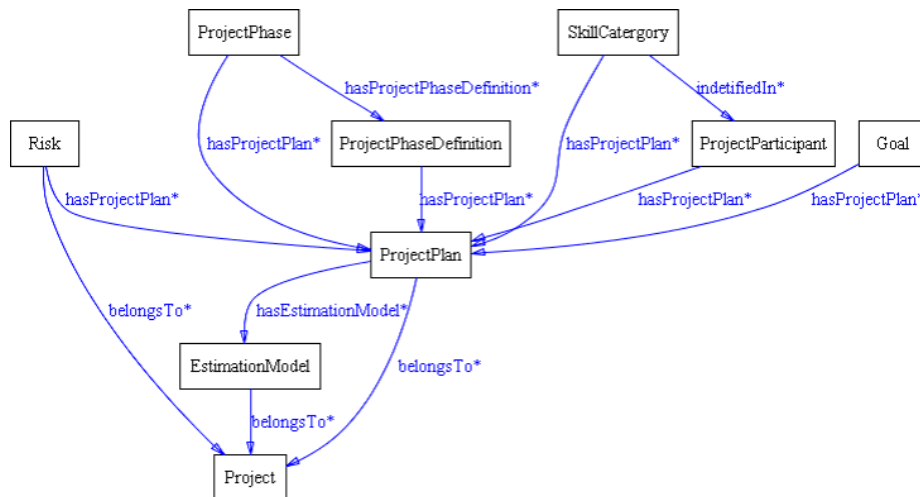 ProjectPhase
SkillCatergory
hasProjectPhaseDefinition*
indetifiedIn*
Risk
hasProjectPlan*
ProjectPhaseDefinition
hasProjectPlan*
ProjectParticipant
Goal
hasProjectPlan*
hasProjectPlan*
hasProjectPlan*
hasProjectPlan*
ProjectPlan
belongsTo*
hasEstimationModel*
EstimationModel
belongsTo*
belongsTo*
Project